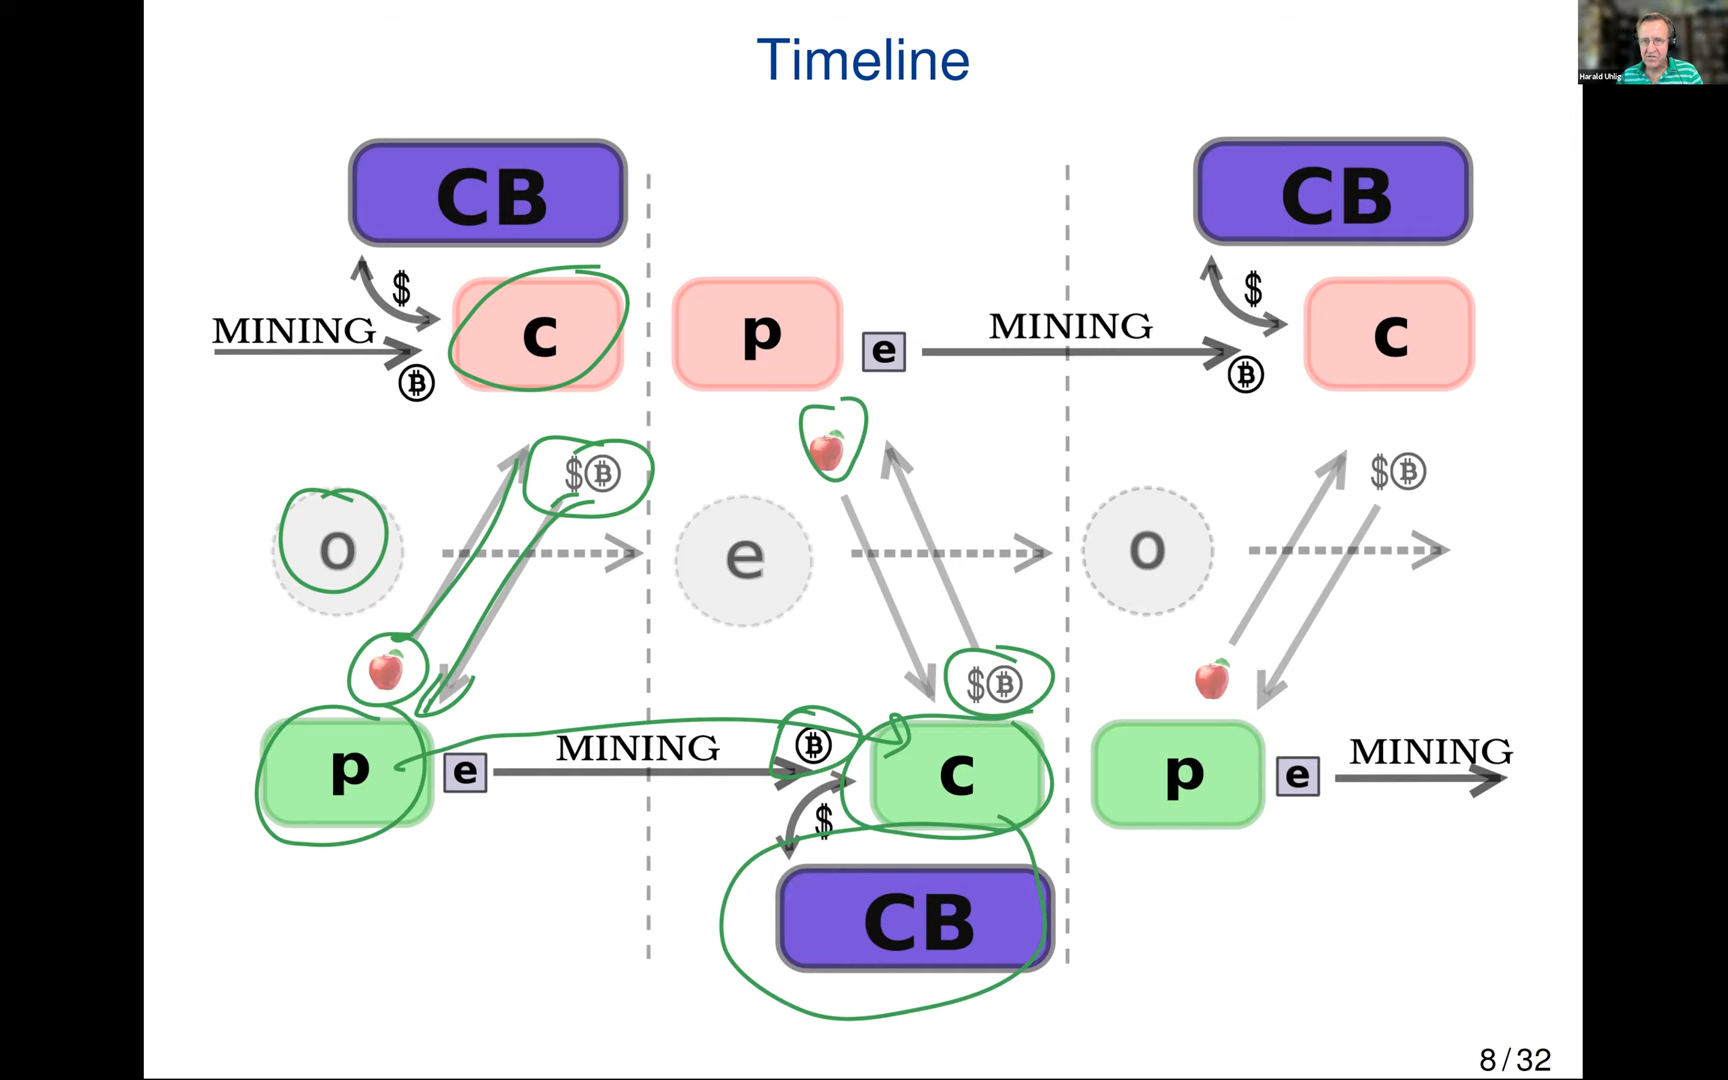 Timeline
Harald Uhlig
CB
CB
$
$
MINING
c
p
e
MINING
c
₿
₿
$₿
$₿
o
e
o
$₿
p
e
MINING
₿
c
p
e
MINING
$
CB
8/32